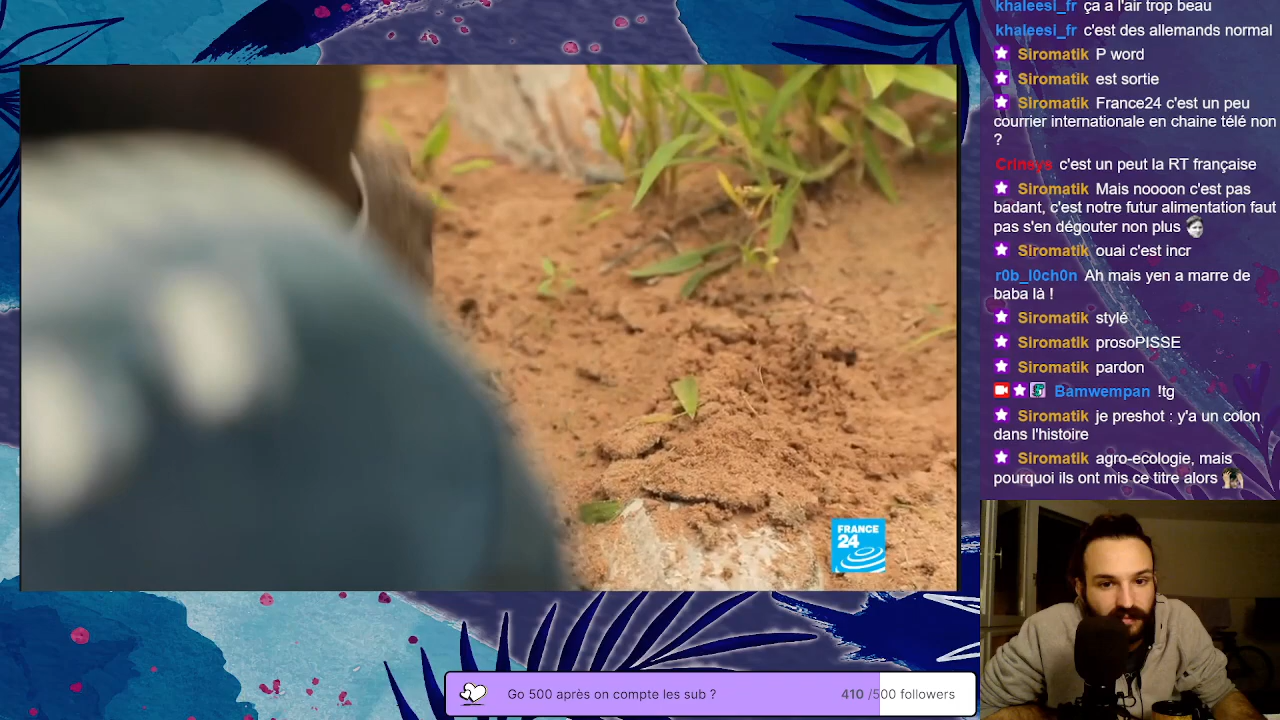 khaleesi_fr ça a l'air trop beau
khaleesi_fr c'est des allemands normal
Siromatik P word
Siromatik est sortie
Siromatik France24 c'est un peu
courrier internationale en chaine télé non
?
Crinsys c'est un peut la RT française
Siromatik Mais noooon c'est pas
badant, c'est notre futur alimentation faut
pas s'en dégouter non plus
Siromatik ouai c'est incr
r0b_l0ch0n Ah mais yen a marre de
baba là !
Siromatik stylé
Siromatik prosoPISSE
Siromatik pardon
Bamwempan !tg
Siromatik je preshot : y'a un colon
dans l'histoire
Siromatik agro-ecologie, mais
pourquoi ils ont mis ce titre alors
FRANCE
24
Go 500 après on compte les sub ?
410 /500 followers